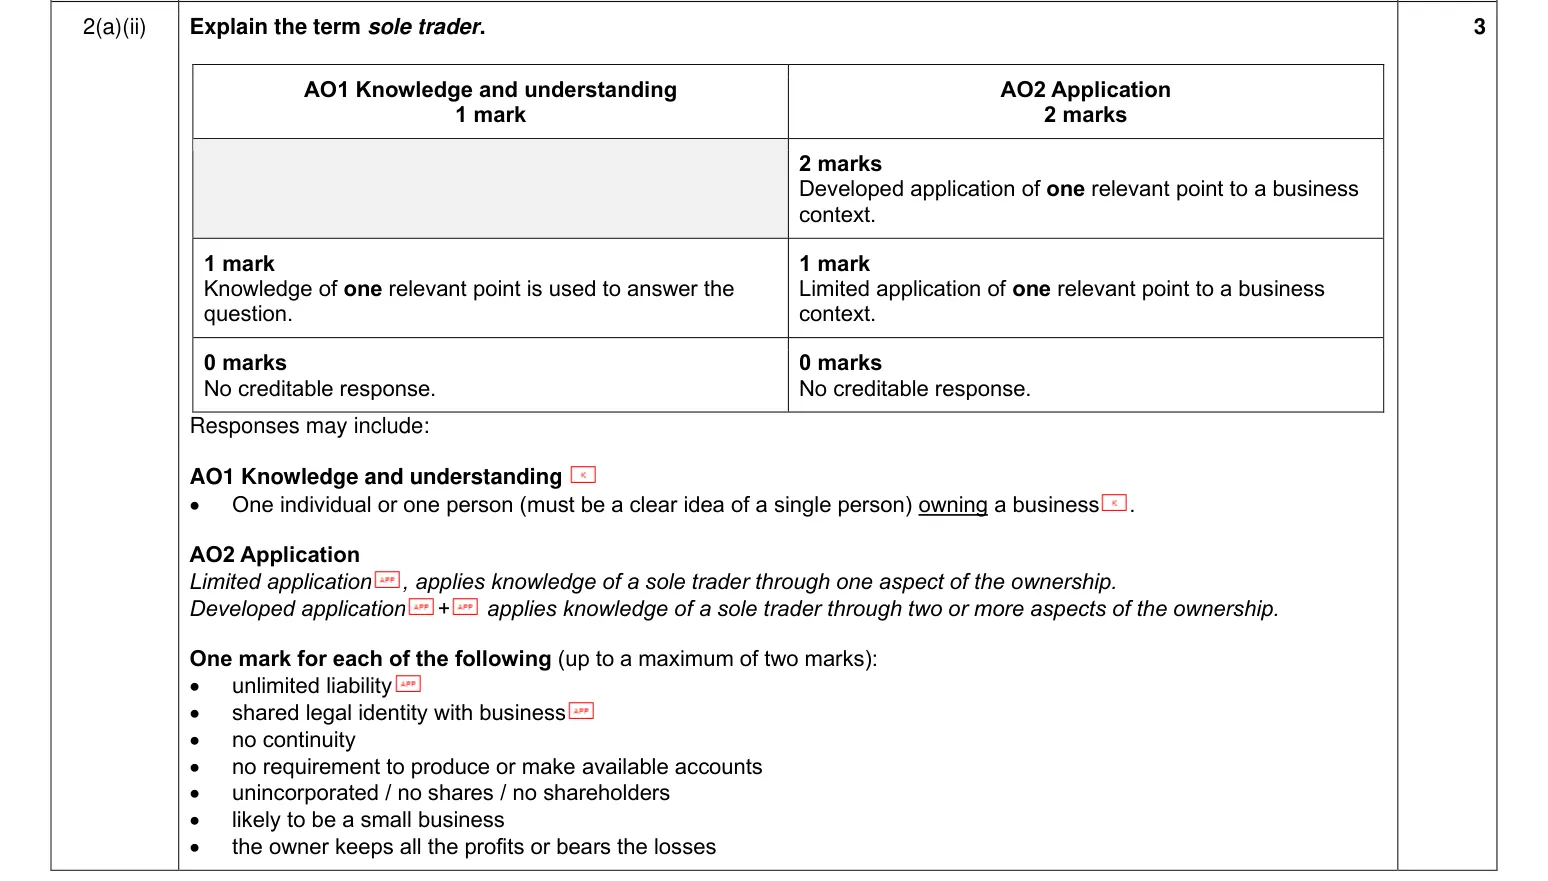 2(a)(ii) Explain the term sole trader. 3
AO1 Knowledge and understanding
1 mark
AO2 Application
2 marks
2 marks
Developed application of one relevant point to a business
context.
1 mark
Knowledge of one relevant point is used to answer the
question.
1 mark
Limited application of one relevant point to a business
context.
0 marks
No creditable response.
0 marks
No creditable response.
Responses may include:
AO1 Knowledge and understanding K
• One individual or one person (must be a clear idea of a single person) owning a business K.
AO2 Application
Limited application APP, applies knowledge of a sole trader through one aspect of the ownership.
Developed application APP + APP applies knowledge of a sole trader through two or more aspects of the ownership.
One mark for each of the following (up to a maximum of two marks):
• unlimited liability APP
• shared legal identity with business APP
• no continuity
• no requirement to produce or make available accounts
• unincorporated / no shares / no shareholders
• likely to be a small business
• the owner keeps all the profits or bears the losses